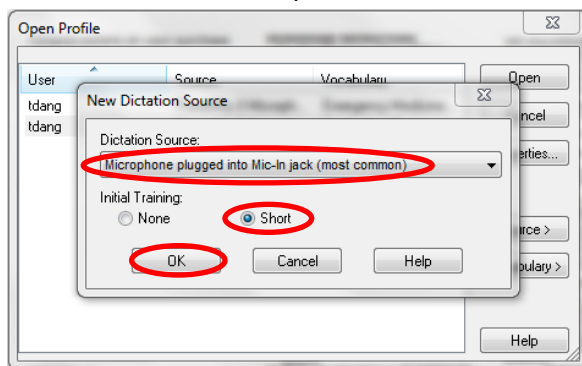 Open Profile
User Source Vocabulary Open
tdang
tdang
New Dictation Source
Dictation Source:
Microphone plugged into Mic-In jack (most common)
Initial Training:
None Short
OK Cancel Help
ncel
erties...
urce >
bulary >
Help